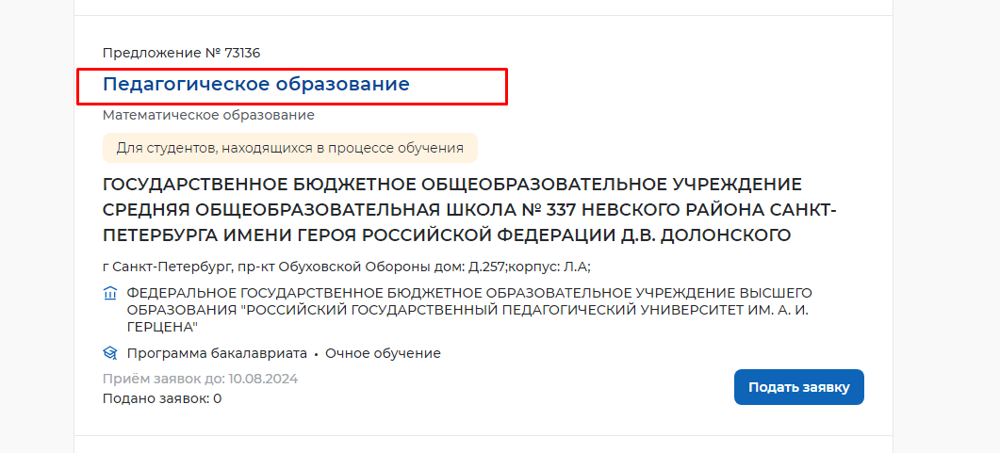 Предложение № 73136
Педагогическое образование
Математическое образование
Для студентов, находящихся в процессе обучения
ГОСУДАРСТВЕННОЕ БЮДЖЕТНОЕ ОБЩЕОБРАЗОВАТЕЛЬНОЕ УЧРЕЖДЕНИЕ
СРЕДНЯЯ ОБЩЕОБРАЗОВАТЕЛЬНАЯ ШКОЛА № 337 НЕВСКОГО РАЙОНА САНКТ-
ПЕТЕРБУРГА ИМЕНИ ГЕРОЯ РОССИЙСКОЙ ФЕДЕРАЦИИ Д.В. ДОЛОНСКОГО
г Санкт-Петербург, пр-кт Обуховской Обороны дом: Д.257;корпус: Л.А;
ФЕДЕРАЛЬНОЕ ГОСУДАРСТВЕННОЕ БЮДЖЕТНОЕ ОБРАЗОВАТЕЛЬНОЕ УЧРЕЖДЕНИЕ ВЫСШЕГО
ОБРАЗОВАНИЯ "РОССИЙСКИЙ ГОСУДАРСТВЕННЫЙ ПЕДАГОГИЧЕСКИЙ УНИВЕРСИТЕТ ИМ. А. И.
ГЕРЦЕНА"
Программа бакалавриата • Очное обучение
Приём заявок до: 10.08.2024
Подано заявок: 0
Подать заявку